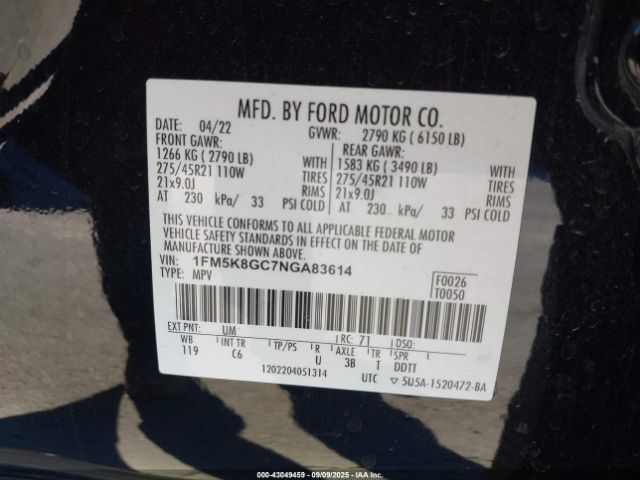 MFD. BY FORD MOTOR CO.
DATE: 04/22 GVWR: 2790 KG ( 6150 LB)
FRONT GAWR: REAR GAWR:
1266 KG ( 2790 LB) WITH 1583 KG ( 3490 LB) WITH
275/45R21 110W TIRES 275/45R21 110W TIRES
21x9.0J RIMS 21x9.0J RIMS
AT 230 kPa/ 33 PSI COLD AT 230 kPa/ 33 PSI COLD
THIS VEHICLE CONFORMS TO ALL APPLICABLE FEDERAL MOTOR
VEHICLE SAFETY STANDARDS IN EFFECT ON THE DATE OF
MANUFACTURE SHOWN ABOVE.
VIN: 1FM5K8GC7NGA83614
TYPE: MPV
F0026
T0050
EXT PNT: UM RC: 71 DSO:
WB INT TR TP/PS R AXLE TR SPR
119 C6 U 3B T DDTT
1202204051314 UTC ▽ 5U5A-1520472-BA
© IAA - 000-43049459 - 09/09/2025 - IAAI.COM